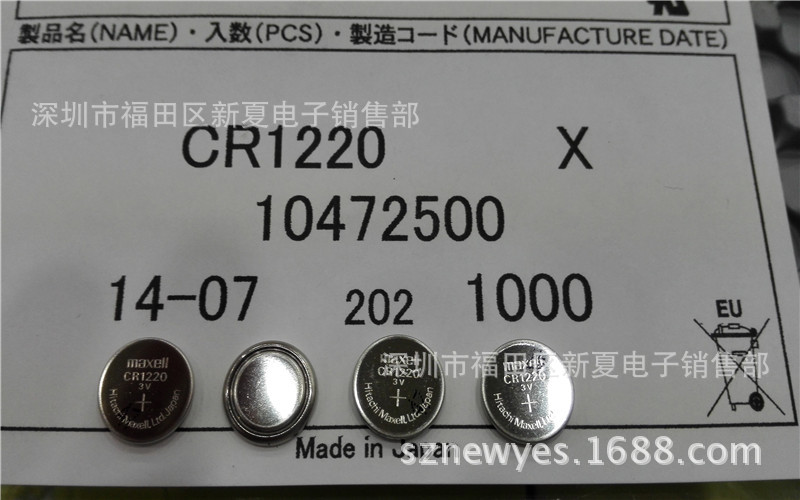 製品名(NAME)・入数(PCS)・製造コード(MANUFACTURE DATE)
深圳市福田区新夏电子销售部
CR1220 X
10472500
14-07 202 1000
EU
深圳市福田区新夏电子销售部
maxell
CR1220
3V
+
Hitachi Maxell, Ltd. Japan
maxell
CR1220
3V
+
Hitachi Maxell, Ltd. Japan
maxell
CR1220
3V
+
Hitachi Maxell, Ltd. Japan
Made in Japan
sznewyes.1688.com